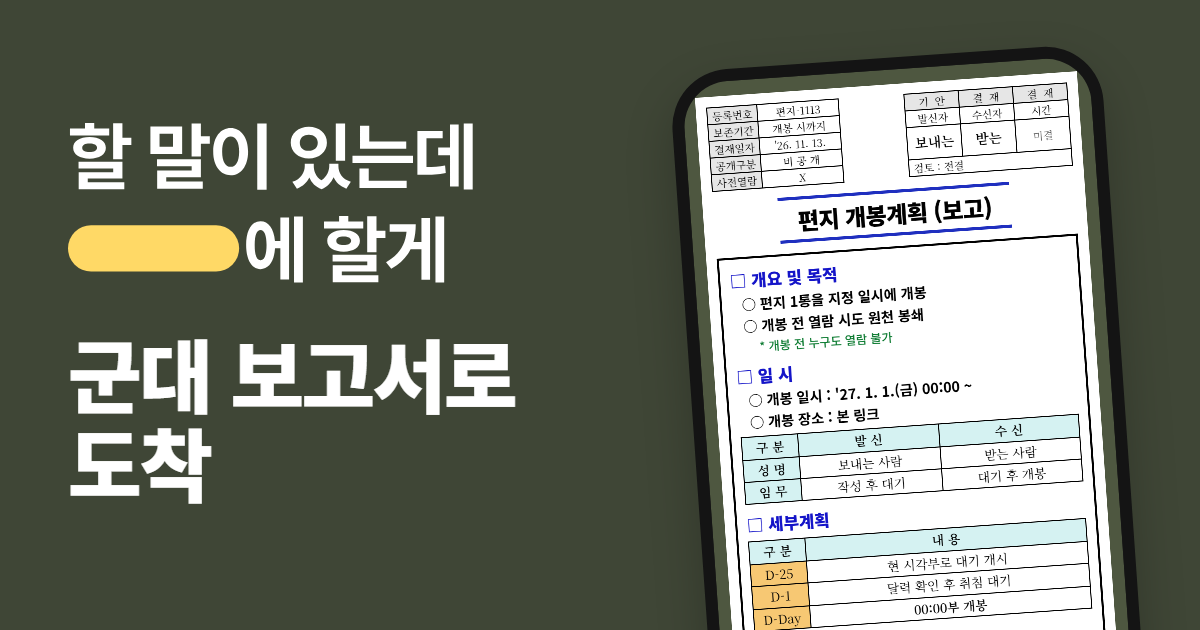 할 말이 있는데
에 할게
군대 보고서로
도착
등록번호 편지-1113
보존기간 개봉 시까지
결재일자 '26. 11. 13.
공개구분 비 공 개
사전열람 X
기 안 결 재 결 재
발신자 수신자 시간
보내는 받는 미결
검토 : 전결
편지 개봉계획 (보고)
□ 개요 및 목적
○ 편지 1통을 지정 일시에 개봉
○ 개봉 전 열람 시도 원천 봉쇄
* 개봉 전 누구도 열람 불가
□ 일 시
○ 개봉 일시 : '27. 1. 1.(금) 00:00 ~
○ 개봉 장소 : 본 링크
구 분 발 신 수 신
성 명 보내는 사람 받는 사람
임 무 작성 후 대기 대기 후 개봉
□ 세부계획
구 분 내 용
D-25 현 시각부로 대기 개시
D-1 달력 확인 후 취침 대기
D-Day 00:00부 개봉